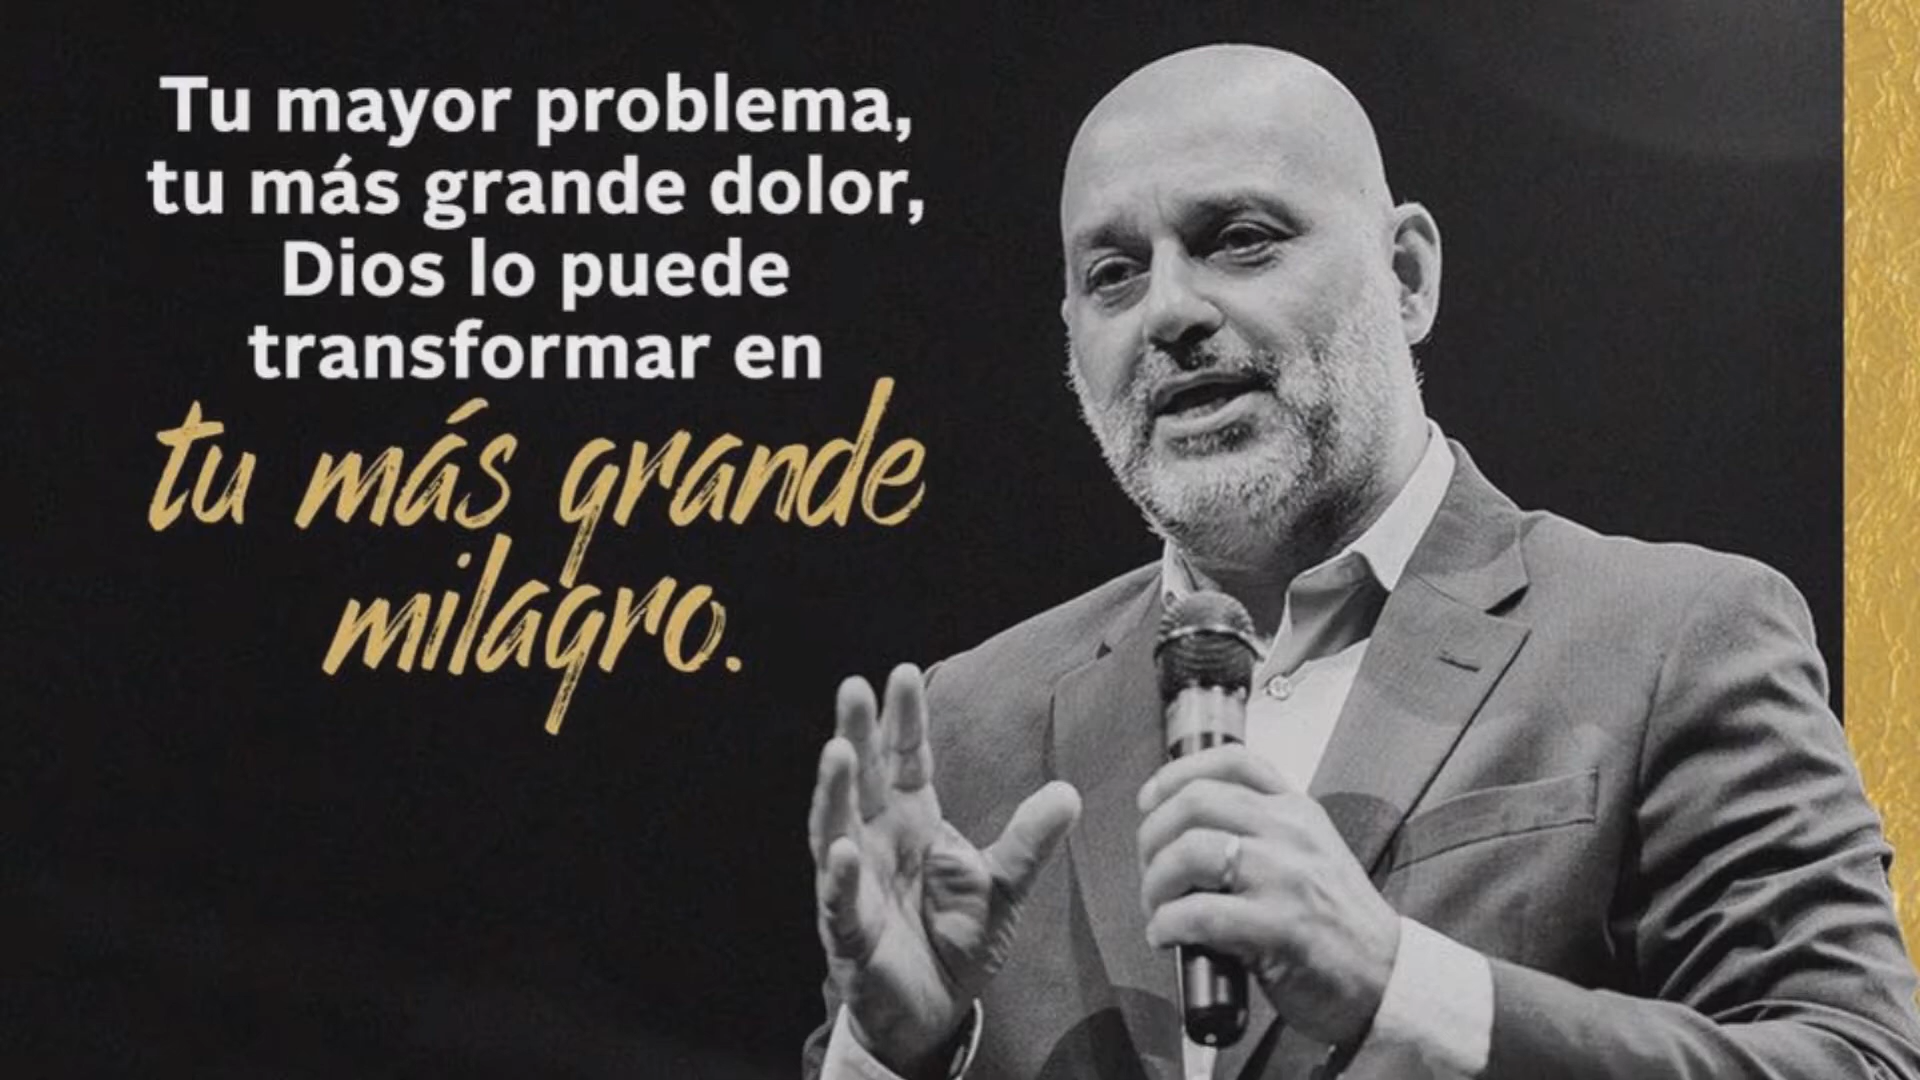 Tu mayor problema,
tu más grande dolor,
Dios lo puede
transformar en
tu más grande
milagro.